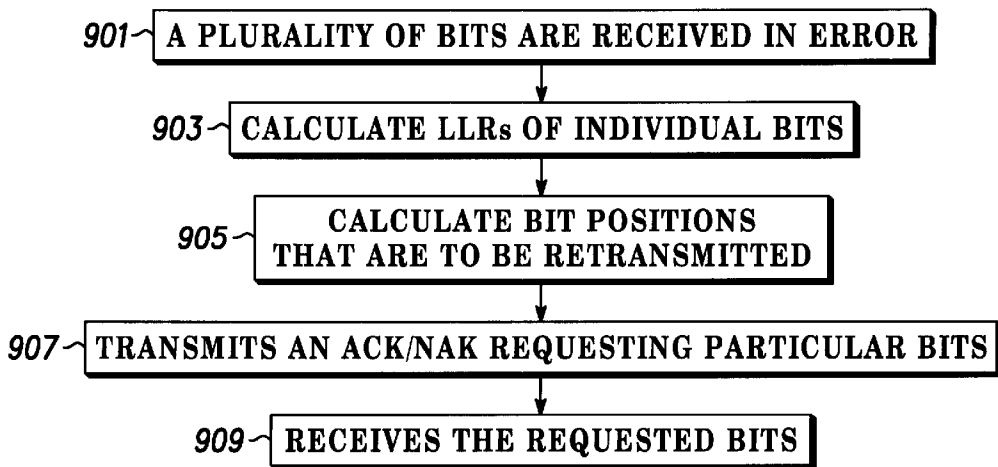 901 A PLURALITY OF BITS ARE RECEIVED IN ERROR
903 CALCULATE LLRs OF INDIVIDUAL BITS
CALCULATE BIT POSITIONS
905 THAT ARE TO BE RETRANSMITTED
907 TRANSMITS AN ACK/NAK REQUESTING PARTICULAR BITS
909 RECEIVES THE REQUESTED BITS